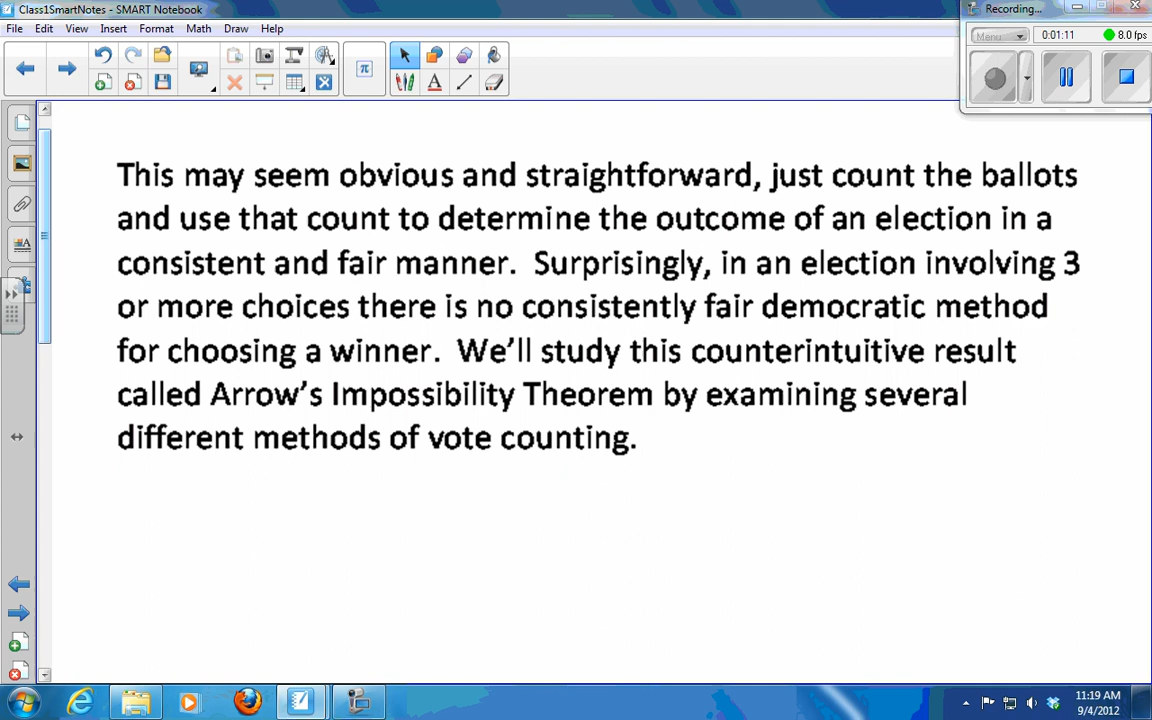 Class1SmartNotes - SMART Notebook
Recording...
File Edit View Insert Format Math Draw Help
Menu 0:01:11 8.0 fps
π
A
This may seem obvious and straightforward, just count the ballots
and use that count to determine the outcome of an election in a
consistent and fair manner.  Surprisingly, in an election involving 3
or more choices there is no consistently fair democratic method
for choosing a winner.  We'll study this counterintuitive result
called Arrow's Impossibility Theorem by examining several
different methods of vote counting.
11:19 AM
9/4/2012